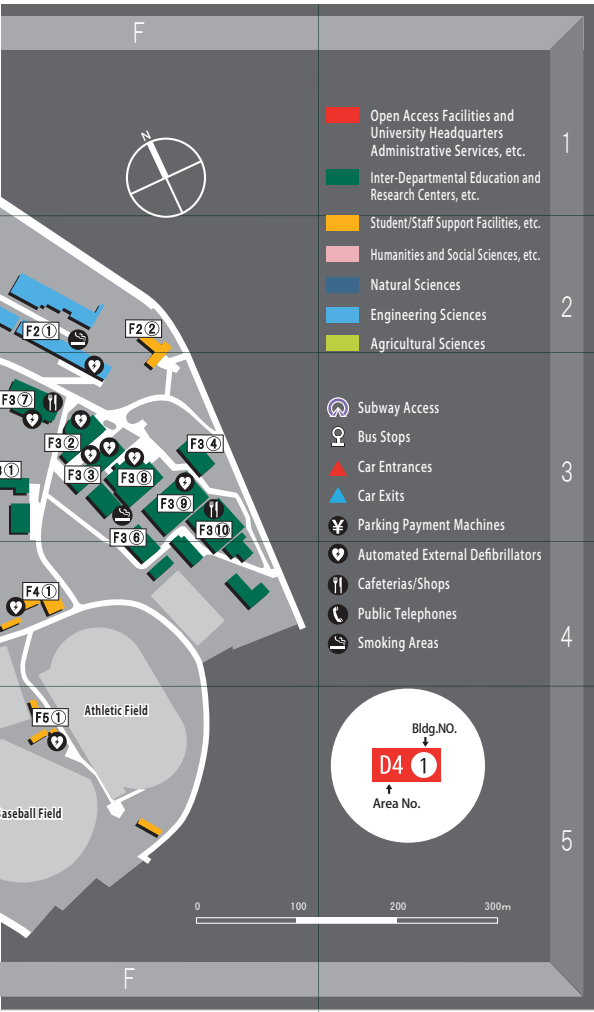 F
N
Open Access Facilities and
University Headquarters
Administrative Services, etc.
1
Inter-Departmental Education and
Research Centers, etc.
Student/Staff Support Facilities, etc.
Humanities and Social Sciences, etc.
Natural Sciences
2
Engineering Sciences
Agricultural Sciences
F2①
F2②
F3⑦
F3②
F3④
F3③
F3⑧
F3⑨
F3⑩
F3⑥
①
Subway Access
Bus Stops
Car Entrances
3
Car Exits
¥ Parking Payment Machines
Automated External Defibrillators
Cafeterias/Shops
Public Telephones
4
Smoking Areas
F4①
F5①
Athletic Field
Baseball Field
Bldg.NO.
D4 1
Area No.
5
0 100 200 300m
F